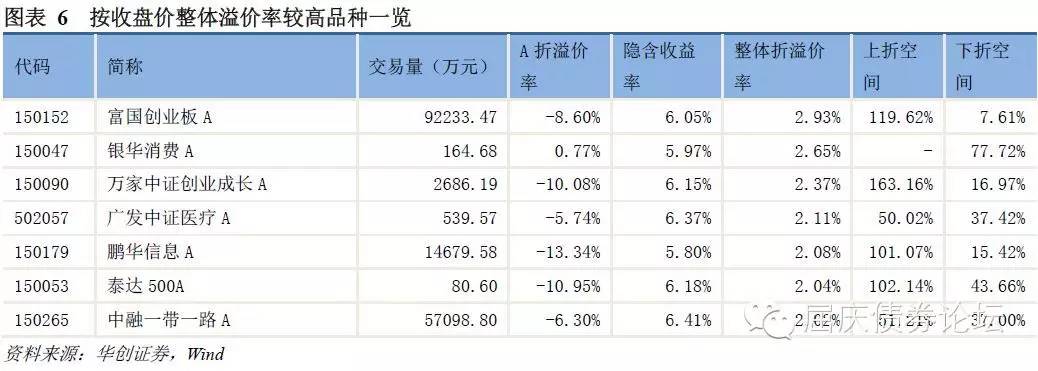 图表 6 按收盘价整体溢价率较高品种一览
代码 简称 交易量（万元） A 折溢价率 隐含收益率 整体折溢价率 上折空间 下折空间
150152 富国创业板 A 92233.47 -8.60% 6.05% 2.93% 119.62% 7.61%
150047 银华消费 A 164.68 0.77% 5.97% 2.65% - 77.72%
150090 万家中证创业成长 A 2686.19 -10.08% 6.15% 2.37% 163.16% 16.97%
502057 广发中证医疗 A 539.57 -5.74% 6.37% 2.11% 50.02% 37.42%
150179 鹏华信息 A 14679.58 -13.34% 5.80% 2.08% 101.07% 15.42%
150053 泰达 500A 80.60 -10.95% 6.18% 2.04% 102.14% 43.66%
150265 中融一带一路 A 57098.80 -6.30% 6.41%
屈庆债券论坛
资料来源：华创证券，Wind